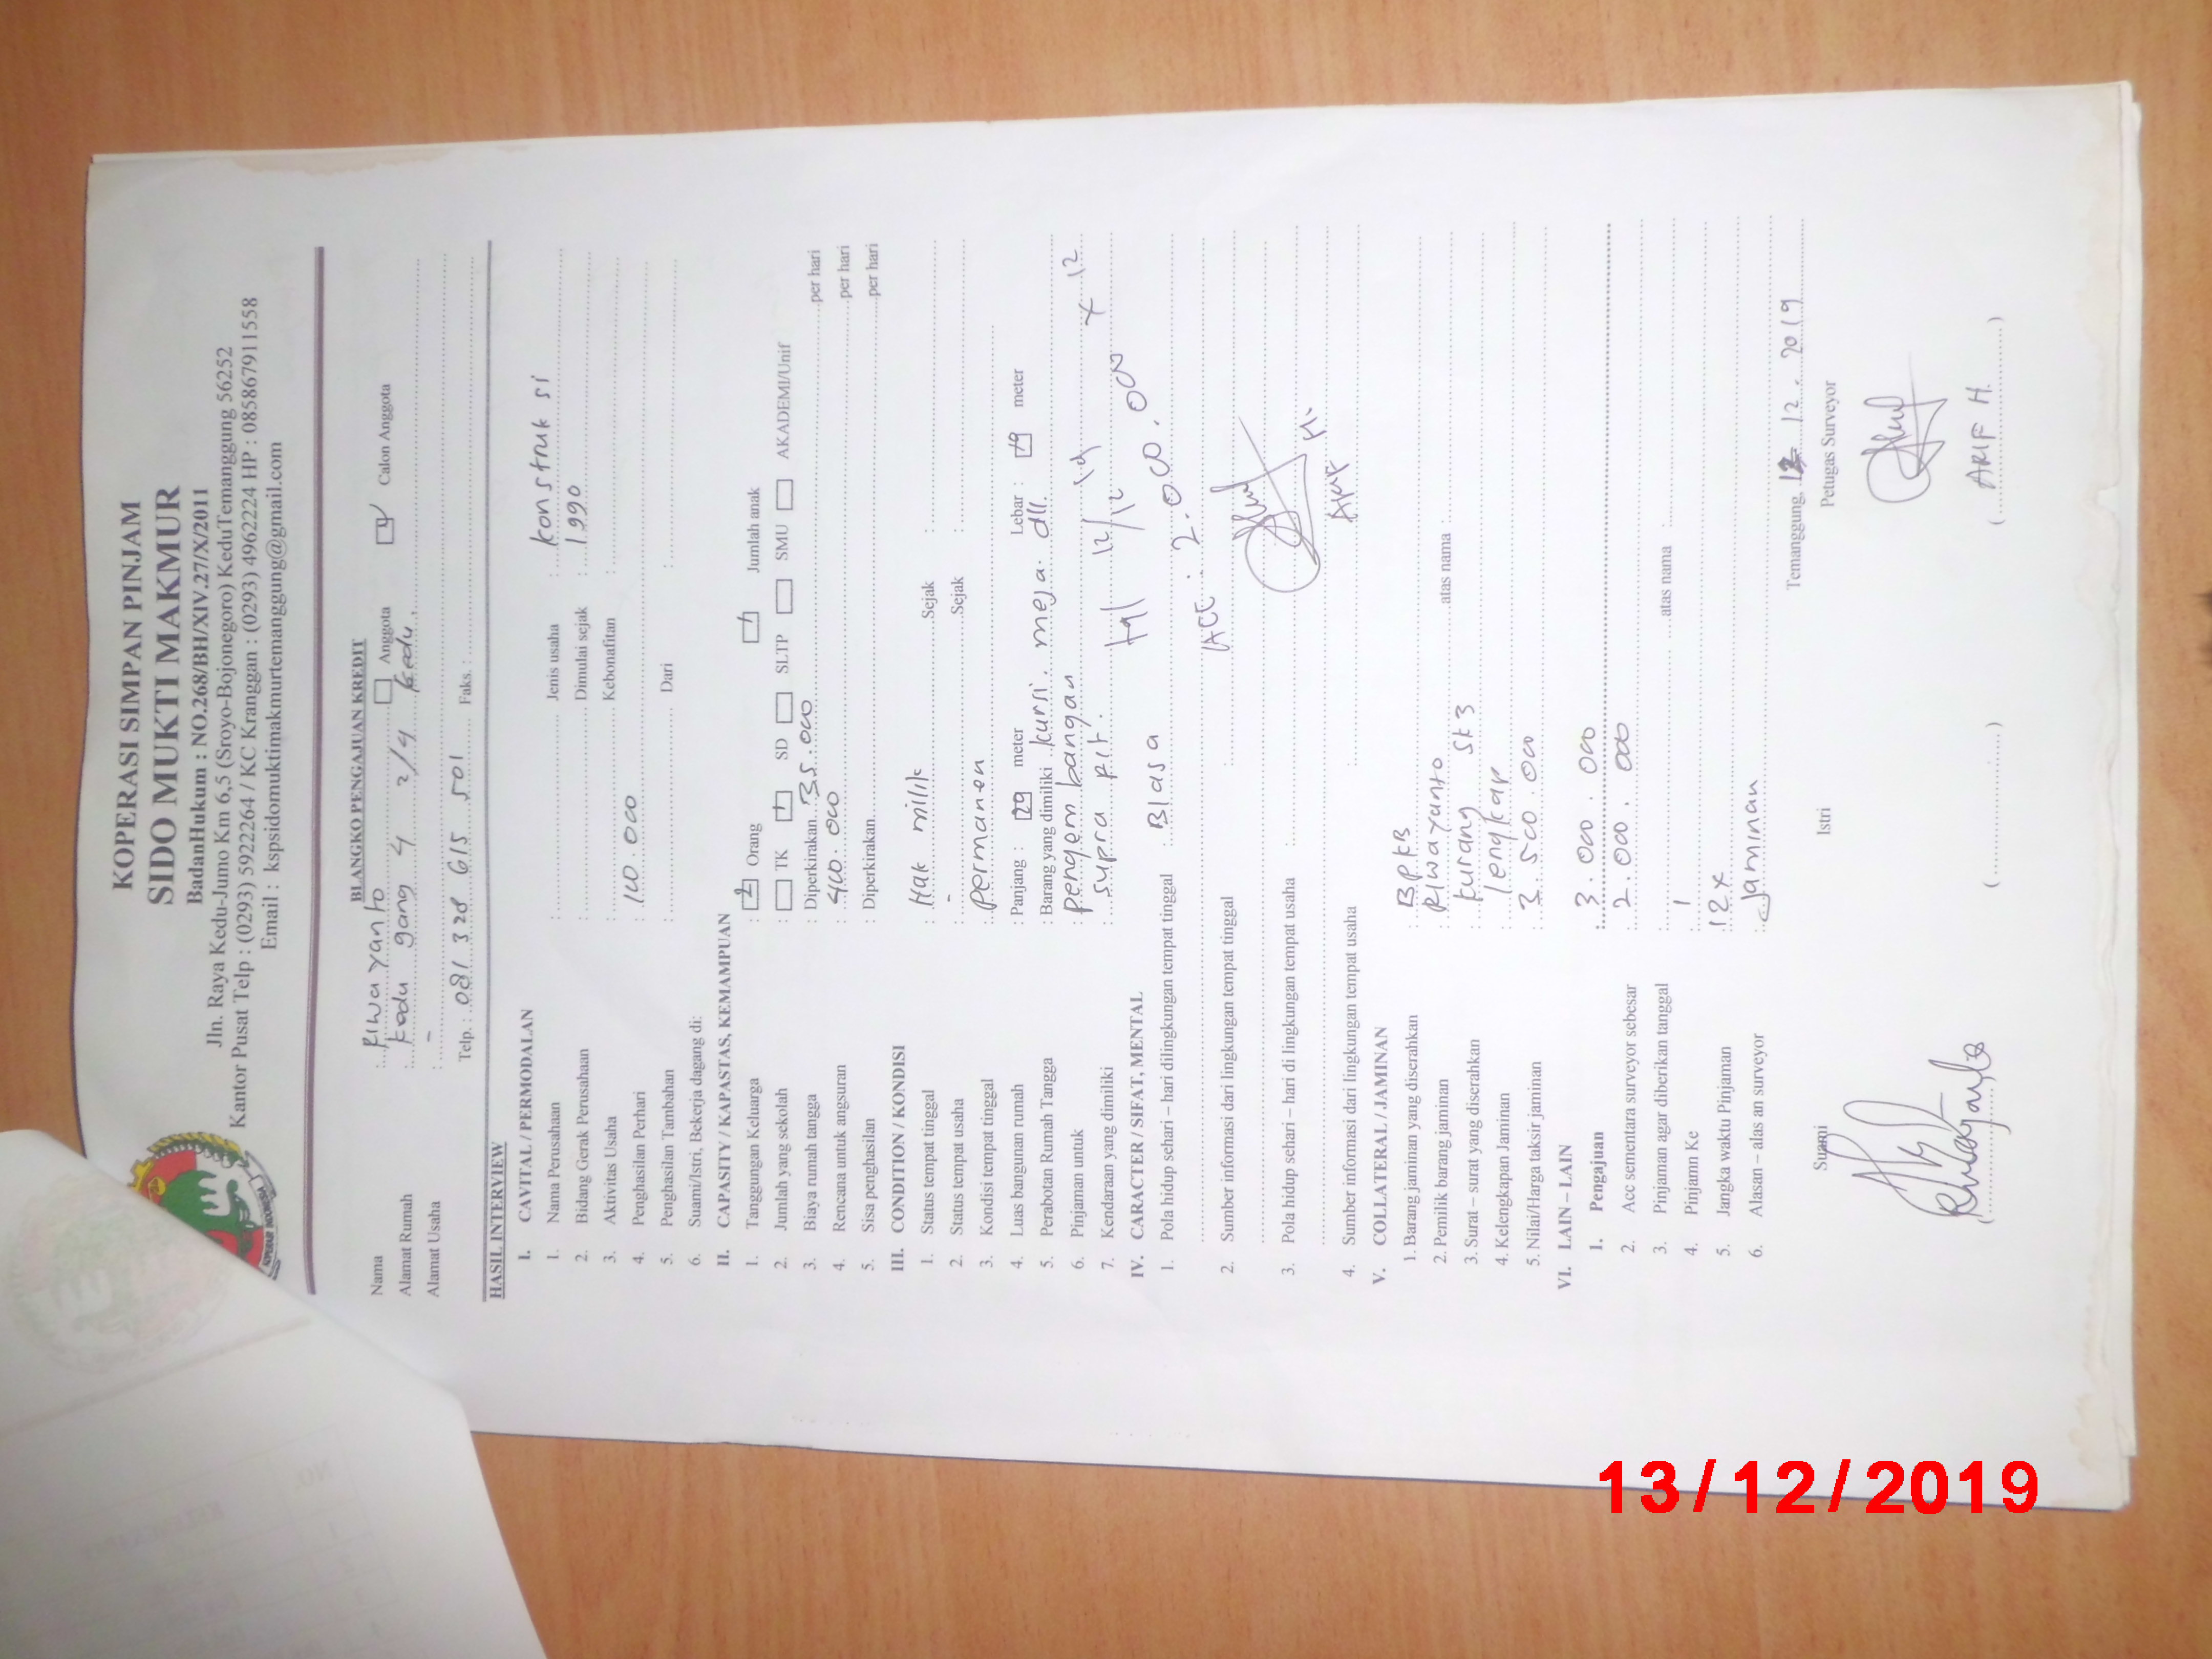 KOPERASI SIMPAN PINJAM
SIDO MUKTI MAKMUR
BadanHukum : NO.268/BH/XIV.27/X/2011
Jln. Raya Kedu-Jumo Km 6,5 (Sroyo-Bojonegoro) KeduTemanggung 56252
Kantor Pusat Telp : (0293) 5922264 / KC Kranggan : (0293) 4962224 HP : 085867911558
Email : kspsidomuktimakmurtemanggung@gmail.com
BLANGKO PENGAJUAN KREDIT
Nama : Riwayanto Anggota Calon Anggota
Alamat Rumah : Kedu gang 4 2/4 Kedu.
Alamat Usaha : -
Telp. : 081 328 615 501 Faks. :
HASIL INTERVIEW
I. CAVITAL / PERMODALAN
1. Nama Perusahaan : Jenis usaha : Konstruk si
2. Bidang Gerak Perusahaan : Dimulai sejak : 1990
3. Aktivitas Usaha : Kebonafitan :
4. Penghasilan Perhari : 100.000
5. Penghasilan Tambahan : Dari :
6. Suami/Istri, Bekerja dagang di:
II. CAPASITY / KAPASTAS, KEMAMPUAN
1. Tanggungan Keluarga : Orang 1 Jumlah anak
2. Jumlah yang sekolah : TK 1 SD SLTP SMU AKADEMI/Unif
3. Biaya rumah tangga : Diperkirakan 35.000 per hari
4. Rencana untuk angsuran : 400.000 per hari
5. Sisa penghasilan : Diperkirakan per hari
III. CONDITION / KONDISI
1. Status tempat tinggal : Hak milik Sejak :
2. Status tempat usaha : - Sejak :
3. Kondisi tempat tinggal : permanen
4. Luas bangunan rumah : Panjang : 29 meter Lebar : 19 meter
5. Perabotan Rumah Tangga : Barang yang dimiliki kursi. meja. dll.
6. Pinjaman untuk : pengembangan
7. Kendaraan yang dimiliki : supra fit. tgl 12/12 19
2.000.000 x 12
IV. CARACTER / SIFAT, MENTAL
1. Pola hidup sehari – hari dilingkungan tempat tinggal : Biasa
ACC.
2. Sumber informasi dari lingkungan tempat tinggal :
3. Pola hidup sehari – hari di lingkungan tempat usaha :
Arif H.
4. Sumber informasi dari lingkungan tempat usaha :
V. COLLATERAL / JAMINAN
1. Barang jaminan yang diserahkan : BPKB
2. Pemilik barang jaminan : Riwayanto atas nama :
3. Surat – surat yang diserahkan : kurang
4. Kelengkapan Jaminan : lengkap
5. Nilai/Harga taksir jaminan : 3.500.000
VI. LAIN – LAIN
1. Pengajuan : 3.000.000
2. Acc sementara surveyor sebesar : 2.000.000
3. Pinjaman agar diberikan tanggal : atas nama :
4. Pinjamn Ke : 1
5. Jangka waktu Pinjaman : 12x
6. Alasan – alas an surveyor : Jaminan
Temanggung, 12.12.2019
Suami Istri Petugas Surveyor
Riwayanto
(..................) (..................) (ARIF H.)
13/12/2019